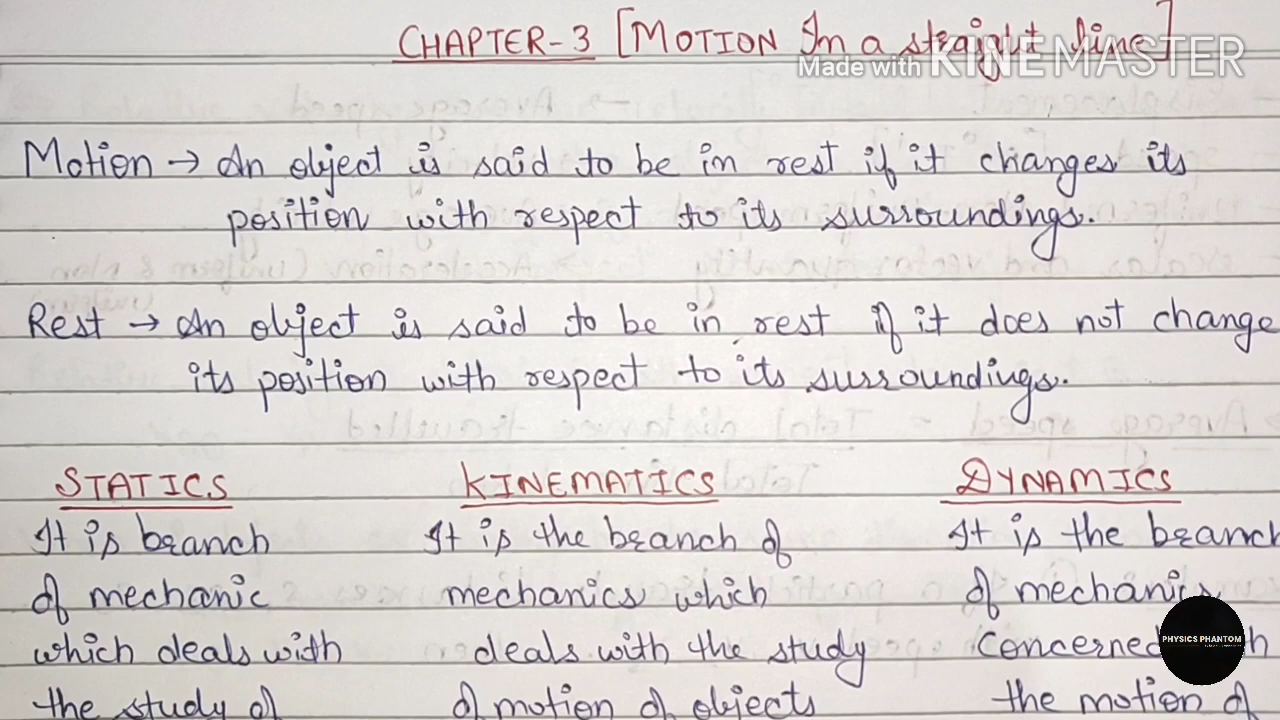 CHAPTER-3 [MOTION In a straight line]
Made with KINEMASTER
Motion → An object is said to be in rest if it changes its
position with respect to its surroundings.
Rest → An object is said to be in rest if it does not change
its position with respect to its surroundings.
STATICS
It is branch
of mechanic
which deals with
the study of
KINEMATICS
It is the branch of
mechanics which
deals with the study
of motion of objects
DYNAMICS
It is the branch
of mechanics
concerned with
the motion of
PHYSICS PHANTOM